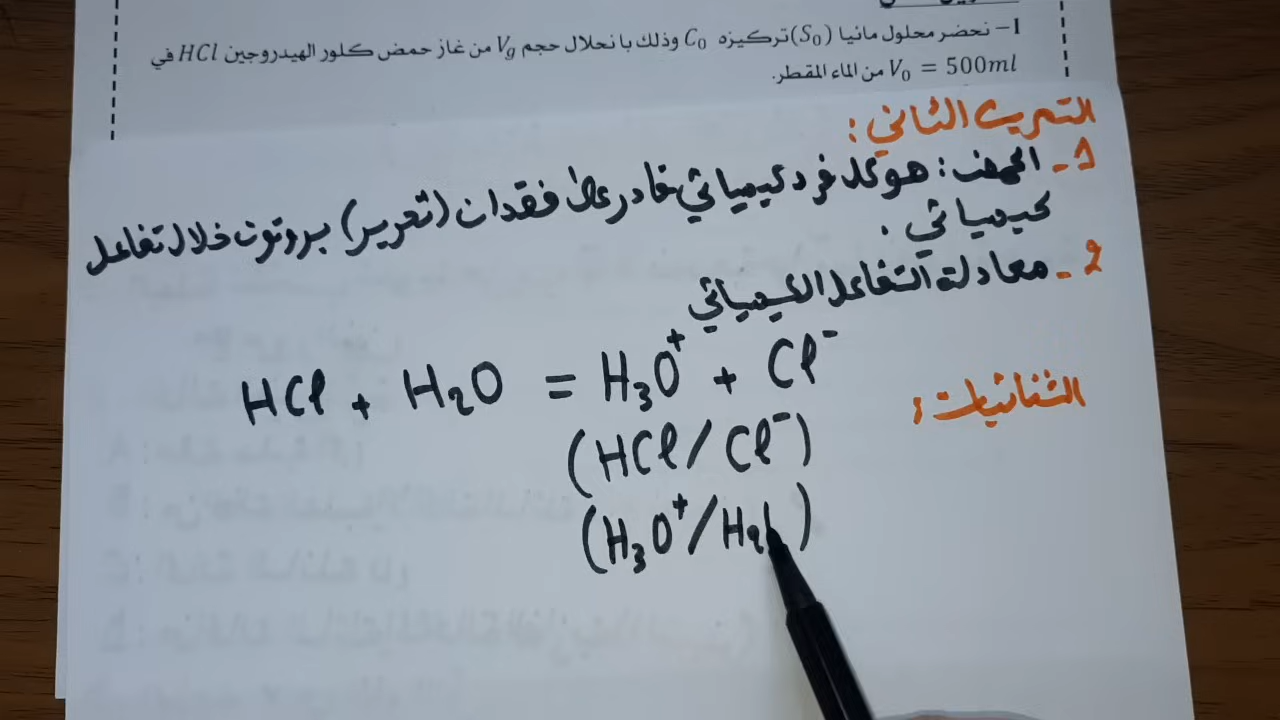 1– نحضر محلول مائيا (S₀) تركيزه C₀ وذلك بانحلال حجم V_g من غاز حمض كلور الهيدروجين HCl في
V₀ = 500ml من الماء المقطر.
التمرين الثاني:
1- الحمض: هو كل فرد كيميائي قادر على فقدان (تحرير) بروتون خلال تفاعل
كيميائي.
2- معادلة التفاعل الكيميائي
HCl + H₂O = H₃O⁺ + Cl⁻
الثنائيات:
(HCl/Cl⁻)
(H₃O⁺/H₂ )